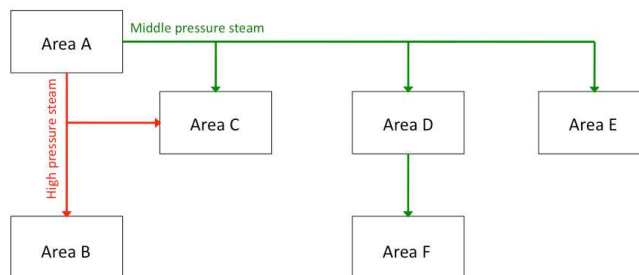 Middle pressure steam
Area A
High pressure steam
Area C
Area D
Area E
Area B
Area F